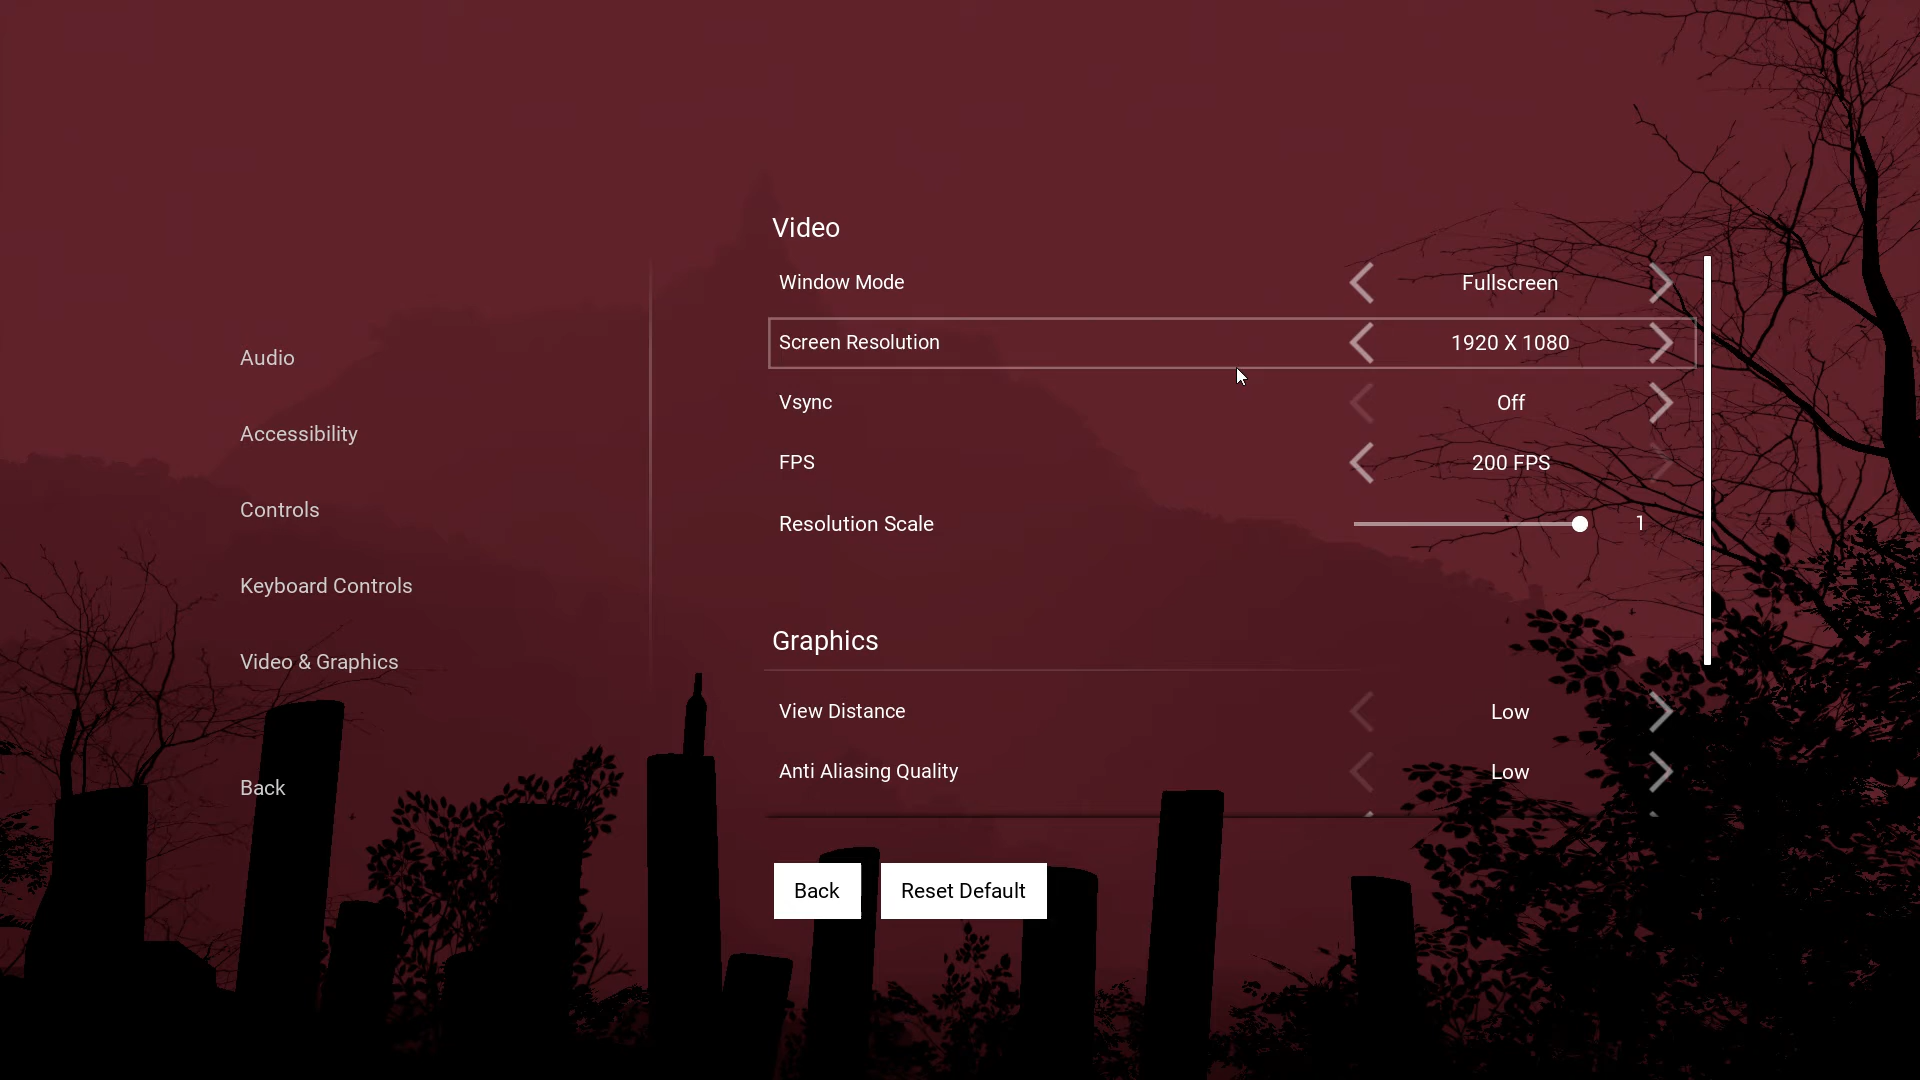 Audio
Accessibility
Controls
Keyboard Controls
Video & Graphics
Back
Video
Window Mode
Fullscreen
Screen Resolution
1920 X 1080
Vsync
Off
FPS
200 FPS
Resolution Scale
1
Graphics
View Distance
Low
Anti Aliasing Quality
Low
Back
Reset Default